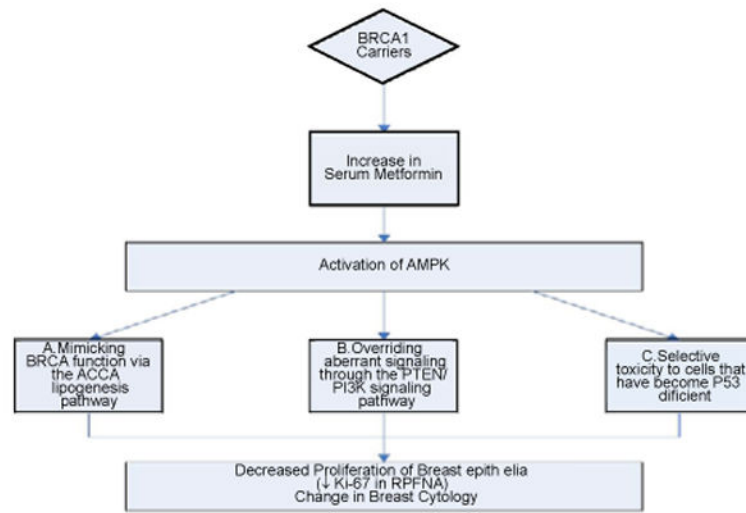 BRCA1
Carriers
Increase in
Serum Metformin
Activation of AMPK
A.Mimicking
BRCA function via
the ACCA
lipogenesis
pathway
B.Overriding
aberrant signaling
through the PTEN/
PI3K signaling
pathway
C.Selective
toxicity to cells that
have become P53
dificient
Decreased Proliferation of Breast epith elia
(↓ Ki-67 in RPFNA)
Change in Breast Cytology